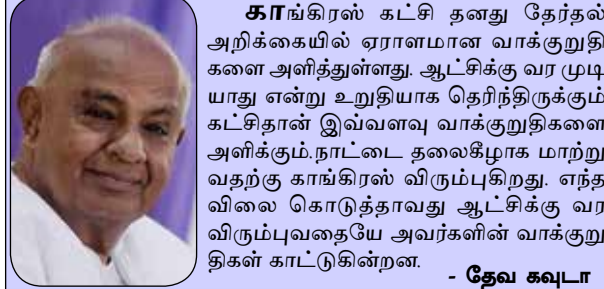 காங்கிரஸ் கட்சி தனது தேர்தல்
அறிக்கையில் ஏராளமான வாக்குறுதி
களை அளித்துள்ளது. ஆட்சிக்கு வர முடி
யாது என்று உறுதியாக தெரிந்திருக்கும்
கட்சிதான் இவ்வளவு வாக்குறுதிகளை
அளிக்கும்.நாட்டை தலைகீழாக மாற்று
வதற்கு காங்கிரஸ் விரும்புகிறது. எந்த
விலை கொடுத்தாவது ஆட்சிக்கு வர
விரும்புவதையே அவர்களின் வாக்குறு
திகள் காட்டுகின்றன.
- தேவ கவுடா